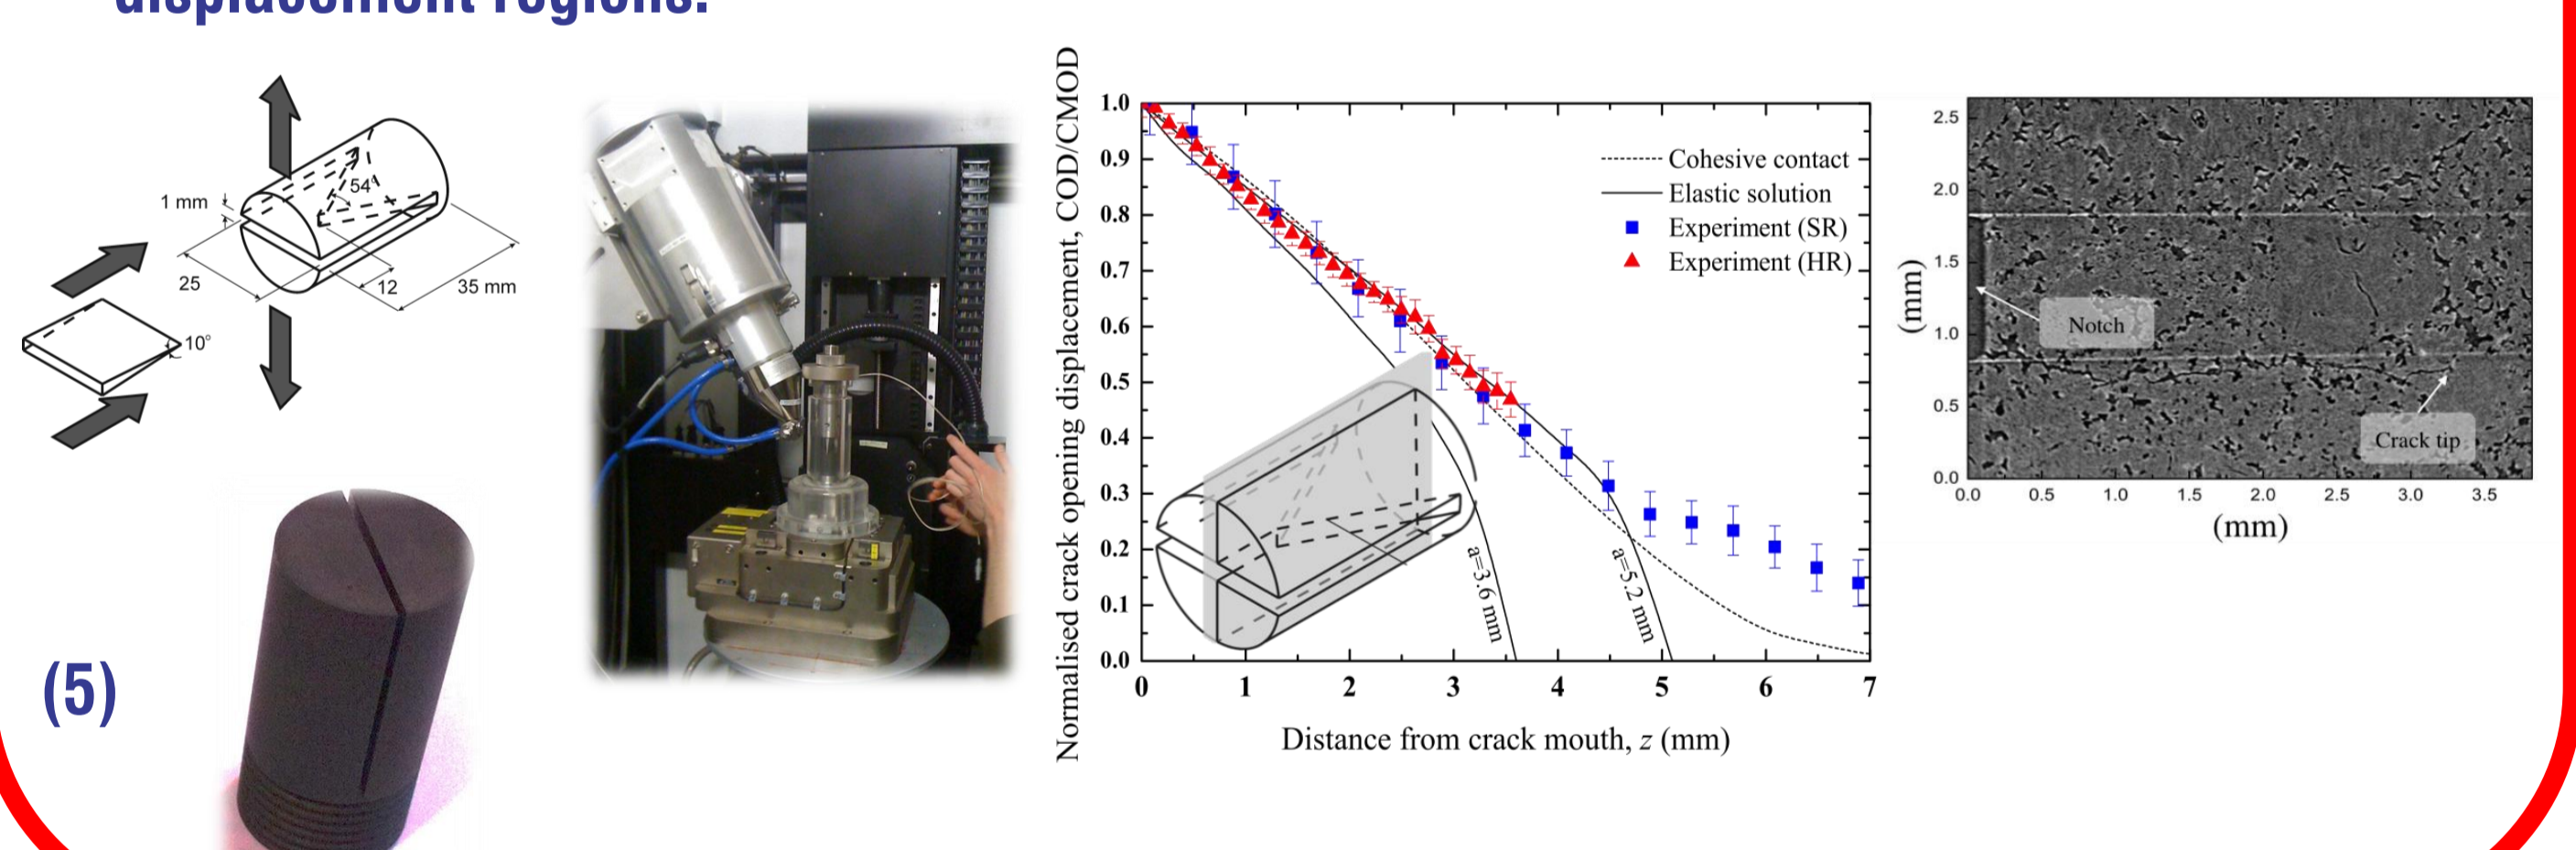 displacement regions.
1 mm
54°
25
12
35 mm
10°
(5)
Normalised crack opening displacement, COD/CMOD
1.0
0.9
0.8
0.7
0.6
0.5
0.4
0.3
0.2
0.1
0.0
Cohesive contact
Elastic solution
Experiment (SR)
Experiment (HR)
a=3.6 mm
a=5.2 mm
0 1 2 3 4 5 6 7
Distance from crack mouth, z (mm)
(mm)
2.5
2.0
1.5
1.0
0.5
0.0
Notch
Crack tip
0.0 0.5 1.0 1.5 2.0 2.5 3.0 3.5
(mm)